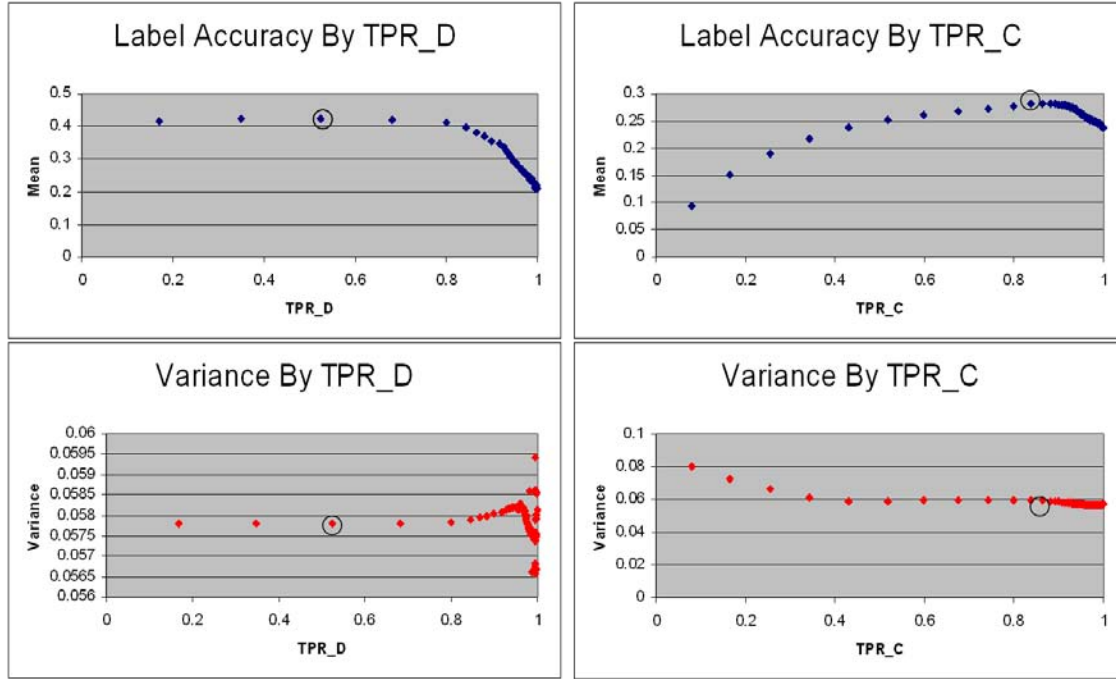 Label Accuracy By TPR_D
0.5
0.4
0.3
0.2
0.1
0
Mean
0 0.2 0.4 0.6 0.8 1
TPR_D
Label Accuracy By TPR_C
0.3
0.25
0.2
0.15
0.1
0.05
0
Mean
0 0.2 0.4 0.6 0.8 1
TPR_C
Variance By TPR_D
0.06
0.0595
0.059
0.0585
0.058
0.0575
0.057
0.0565
0.056
Variance
0 0.2 0.4 0.6 0.8 1
TPR_D
Variance By TPR_C
0.1
0.08
0.06
0.04
0.02
0
Variance
0 0.2 0.4 0.6 0.8 1
TPR_C